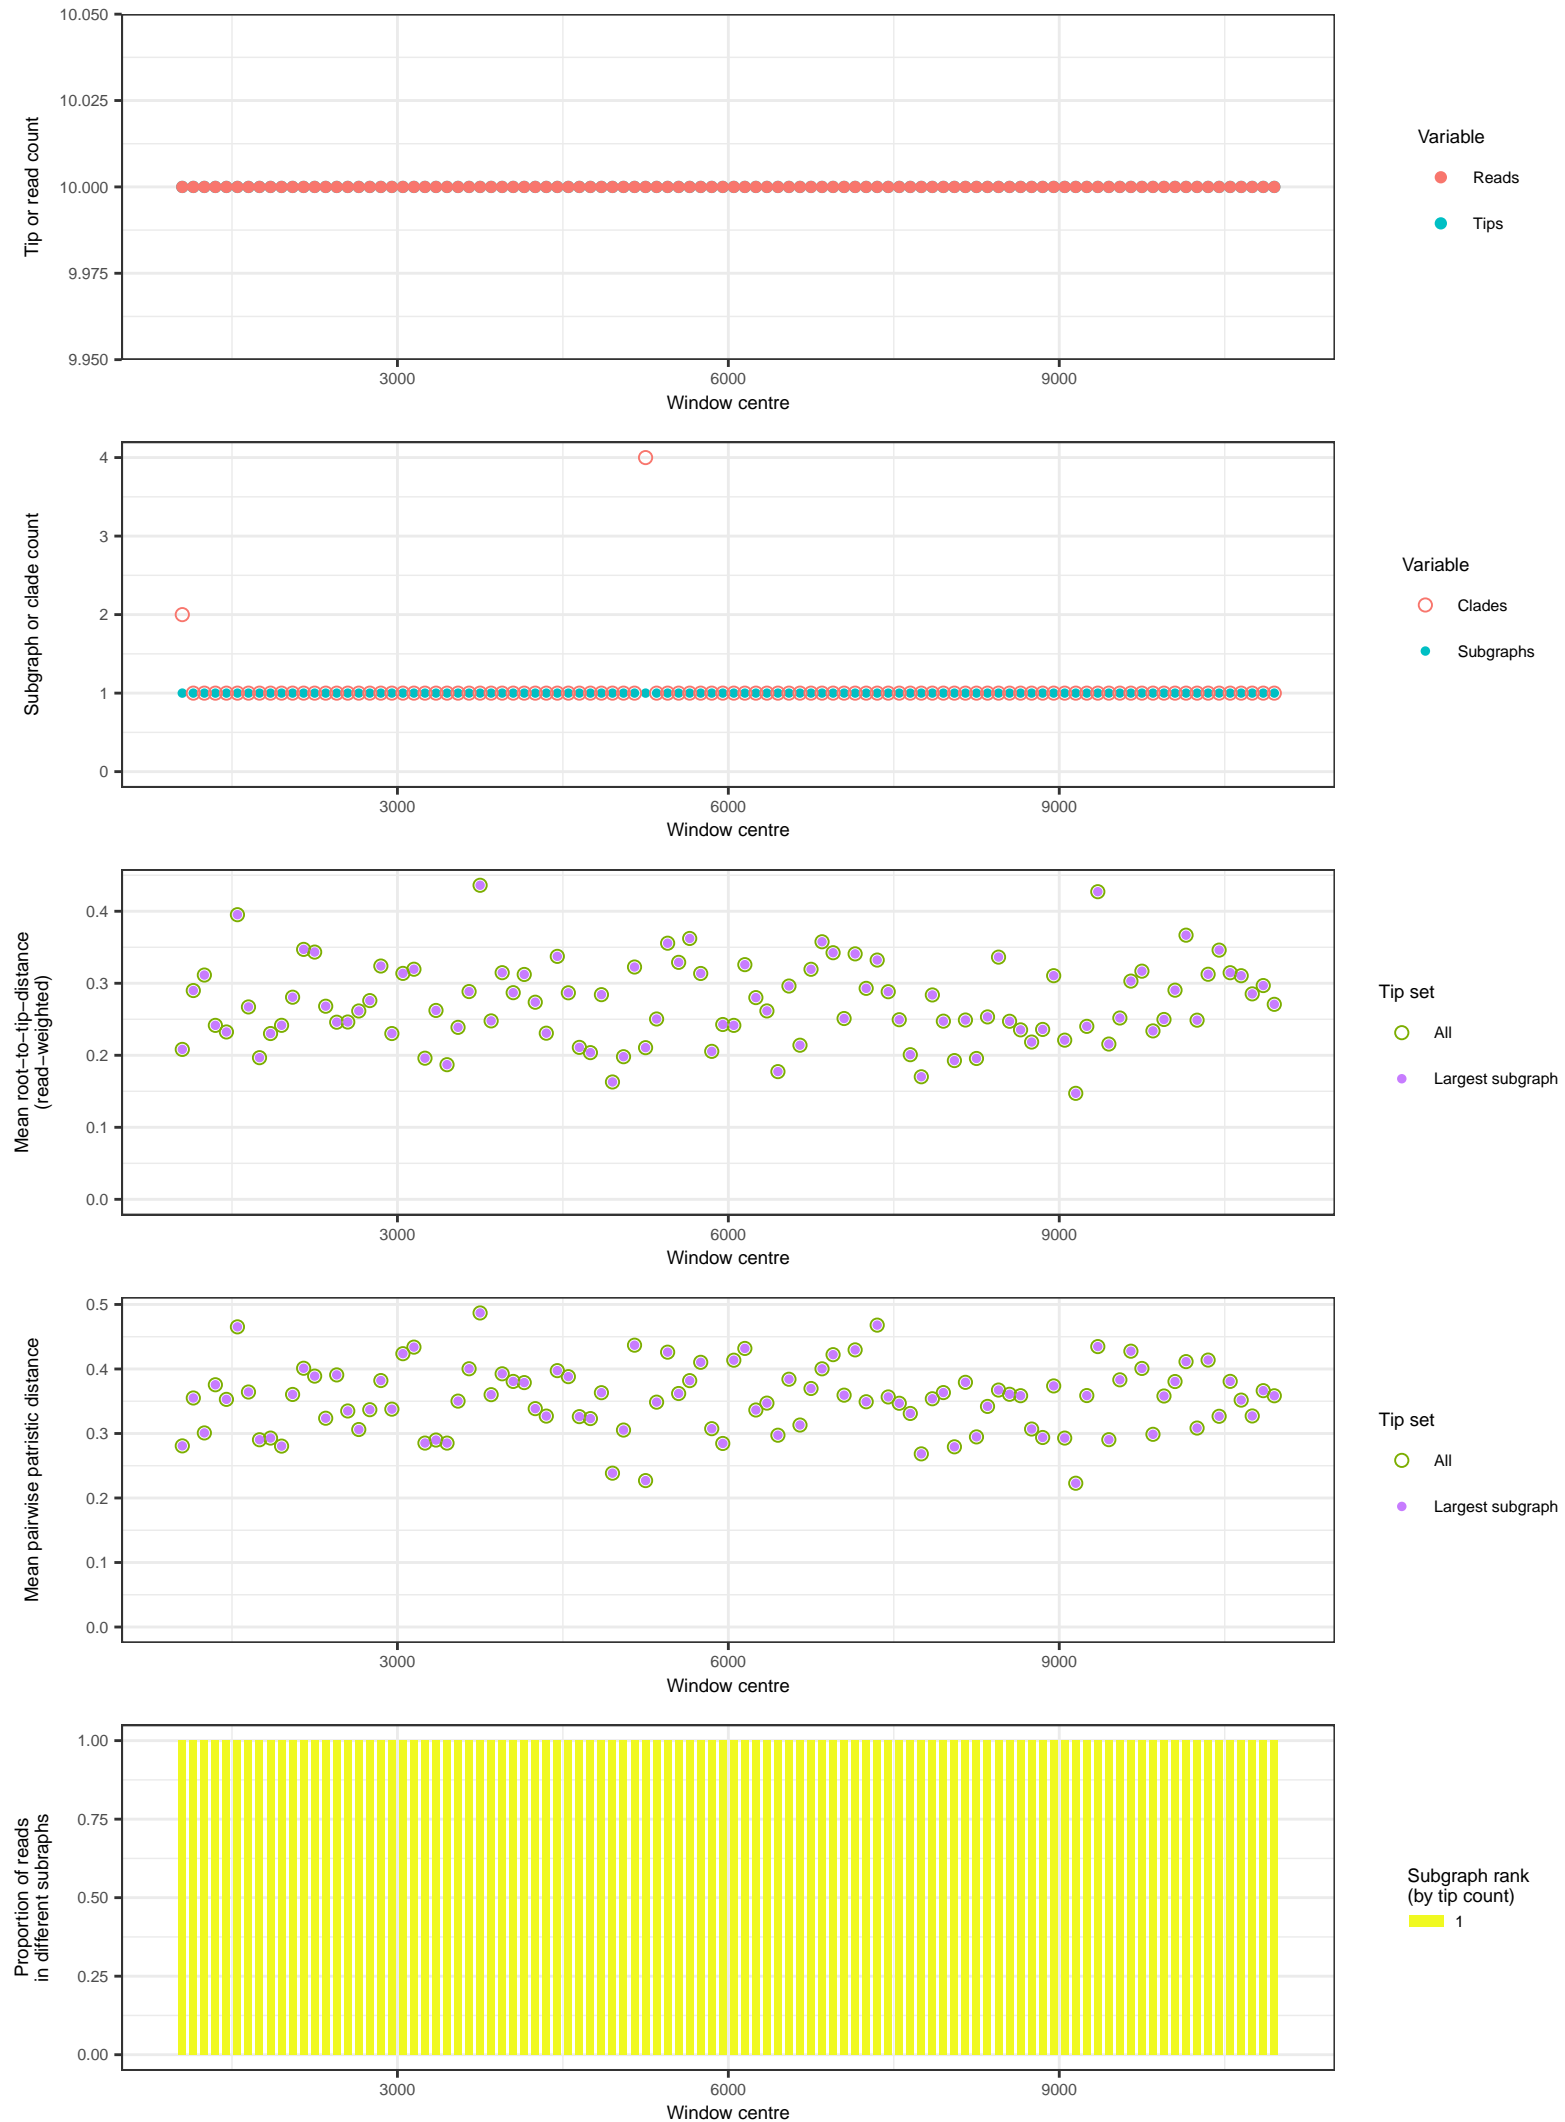 10.050
10.025
10.000
9.975
9.950
Tip or read count
3000
6000
9000
Window centre
Variable
Reads
Tips
4
3
2
1
0
Subgraph or clade count
3000
6000
9000
Window centre
Variable
Clades
Subgraphs
0.4
0.3
0.2
0.1
0.0
Mean root−to−tip−distance
(read−weighted)
3000
6000
9000
Window centre
Tip set
All
Largest subgraph
0.5
0.4
0.3
0.2
0.1
0.0
Mean pairwise patristic distance
3000
6000
9000
Window centre
Tip set
All
Largest subgraph
1.00
0.75
0.50
0.25
0.00
Proportion of reads
in different subraphs
3000
6000
9000
Window centre
Subgraph rank
(by tip count)
1